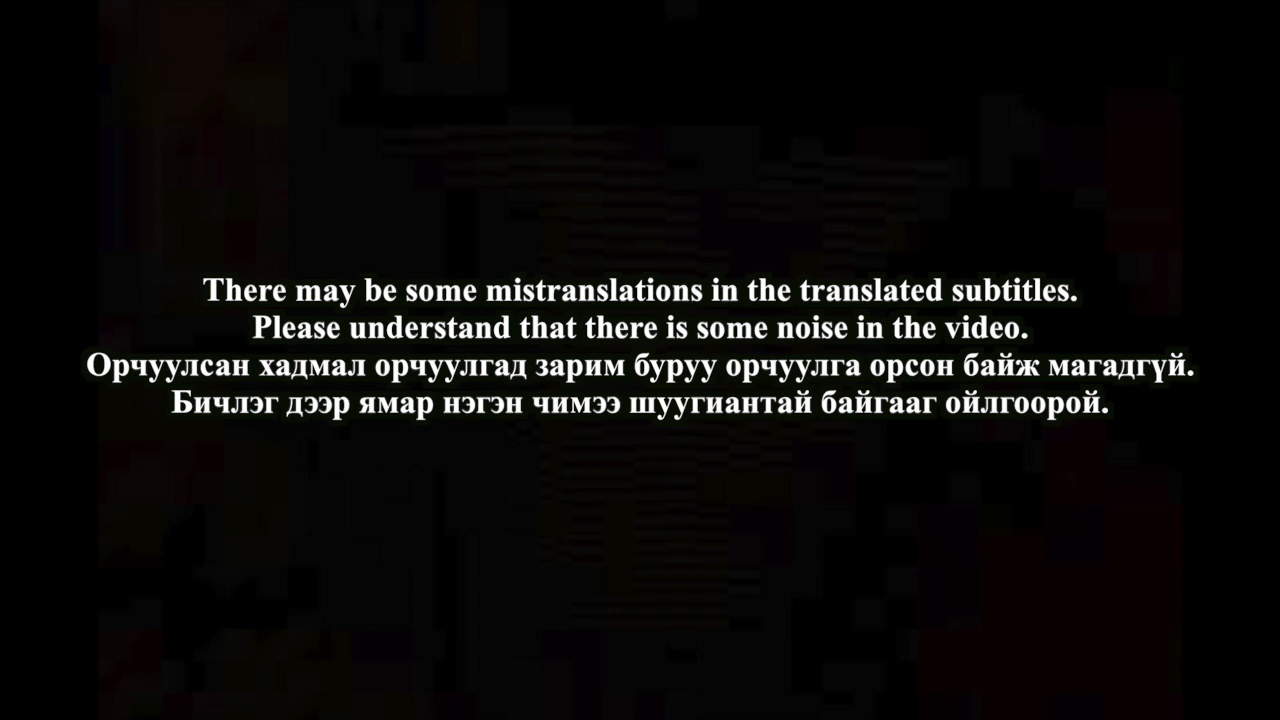 There may be some mistranslations in the translated subtitles.
Please understand that there is some noise in the video.
Орчуулсан хадмал орчуулгад зарим буруу орчуулга орсон байж магадгүй.
Бичлэг дээр ямар нэгэн чимээ шуугиантай байгааг ойлгоорой.